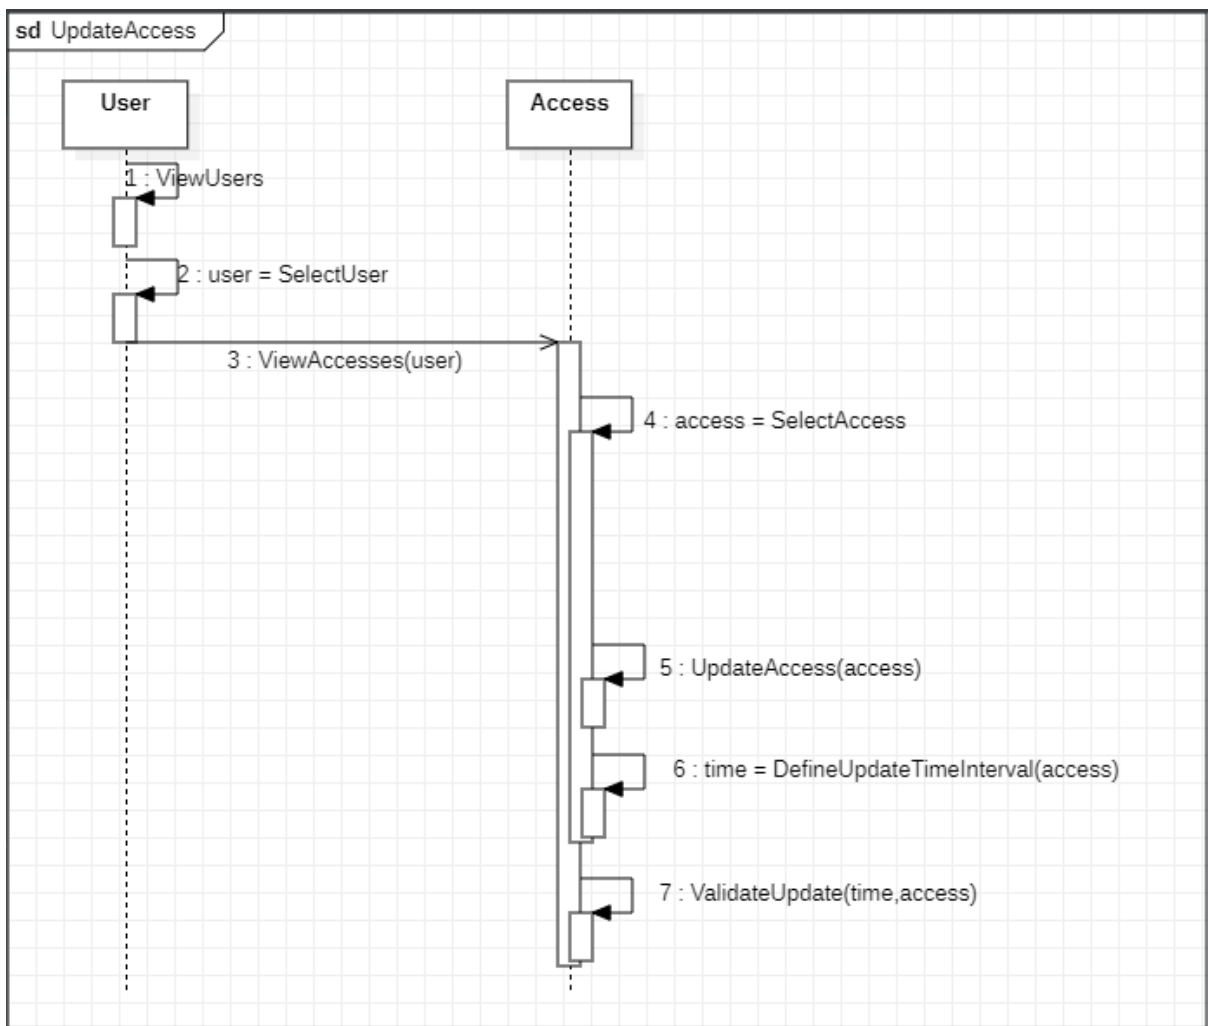 sd UpdateAccess
User
Access
1 : ViewUsers
2 : user = SelectUser
3 : ViewAccesses(user)
4 : access = SelectAccess
5 : UpdateAccess(access)
6 : time = DefineUpdateTimeInterval(access)
7 : ValidateUpdate(time,access)